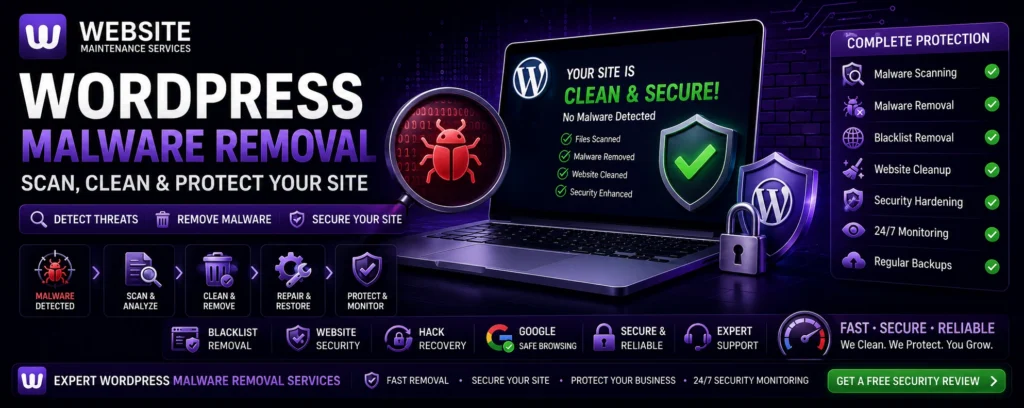 WEBSITE
MAINTENANCE SERVICES
WORDPRESS
MALWARE REMOVAL
SCAN, CLEAN & PROTECT YOUR SITE
DETECT THREATS
REMOVE MALWARE
SECURE YOUR SITE
MALWARE
DETECTED
SCAN &
ANALYZE
CLEAN &
REMOVE
REPAIR &
RESTORE
PROTECT &
MONITOR
YOUR SITE IS
CLEAN & SECURE!
No Malware Detected
Files Scanned
Malware Removed
Website Cleaned
Security Enhanced
COMPLETE PROTECTION
Malware Scanning
Malware Removal
Blacklist Removal
Website Cleanup
Security Hardening
24/7 Monitoring
Regular Backups
BLACKLIST
REMOVAL
WEBSITE
SECURITY
HACK
RECOVERY
GOOGLE
SAFE BROWSING
SECURE &
RELIABLE
EXPERT
SUPPORT
FAST · SECURE · RELIABLE
We Clean. We Protect. You Grow.
EXPERT WORDPRESS MALWARE REMOVAL SERVICES
FAST REMOVAL • SECURE YOUR SITE • PROTECT YOUR BUSINESS • 24/7 SECURITY MONITORING
GET A FREE SECURITY REVIEW